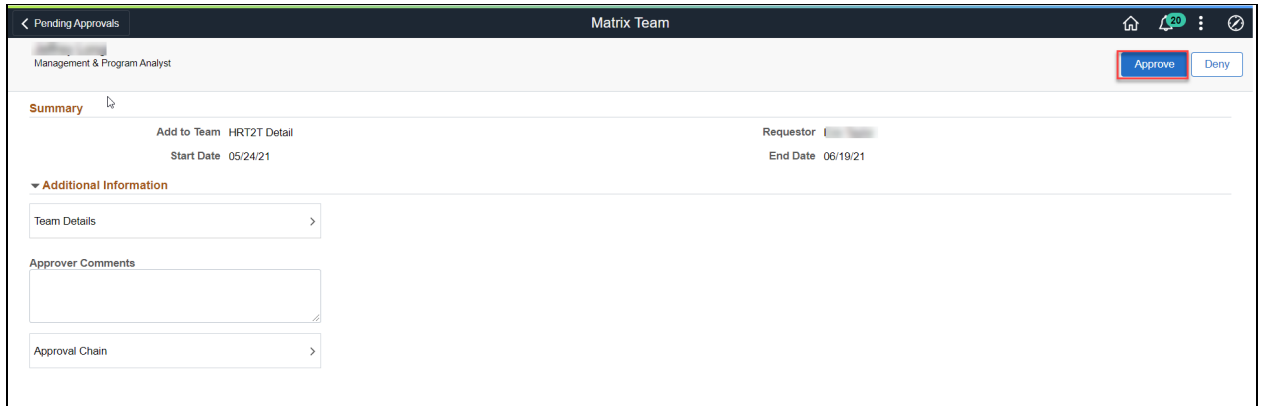 Pending Approvals
Matrix Team
20
Management & Program Analyst
Approve
Deny
Summary
Add to Team HRT2T Detail
Requestor
Start Date 05/24/21
End Date 06/19/21
Additional Information
Team Details
Approver Comments
Approval Chain